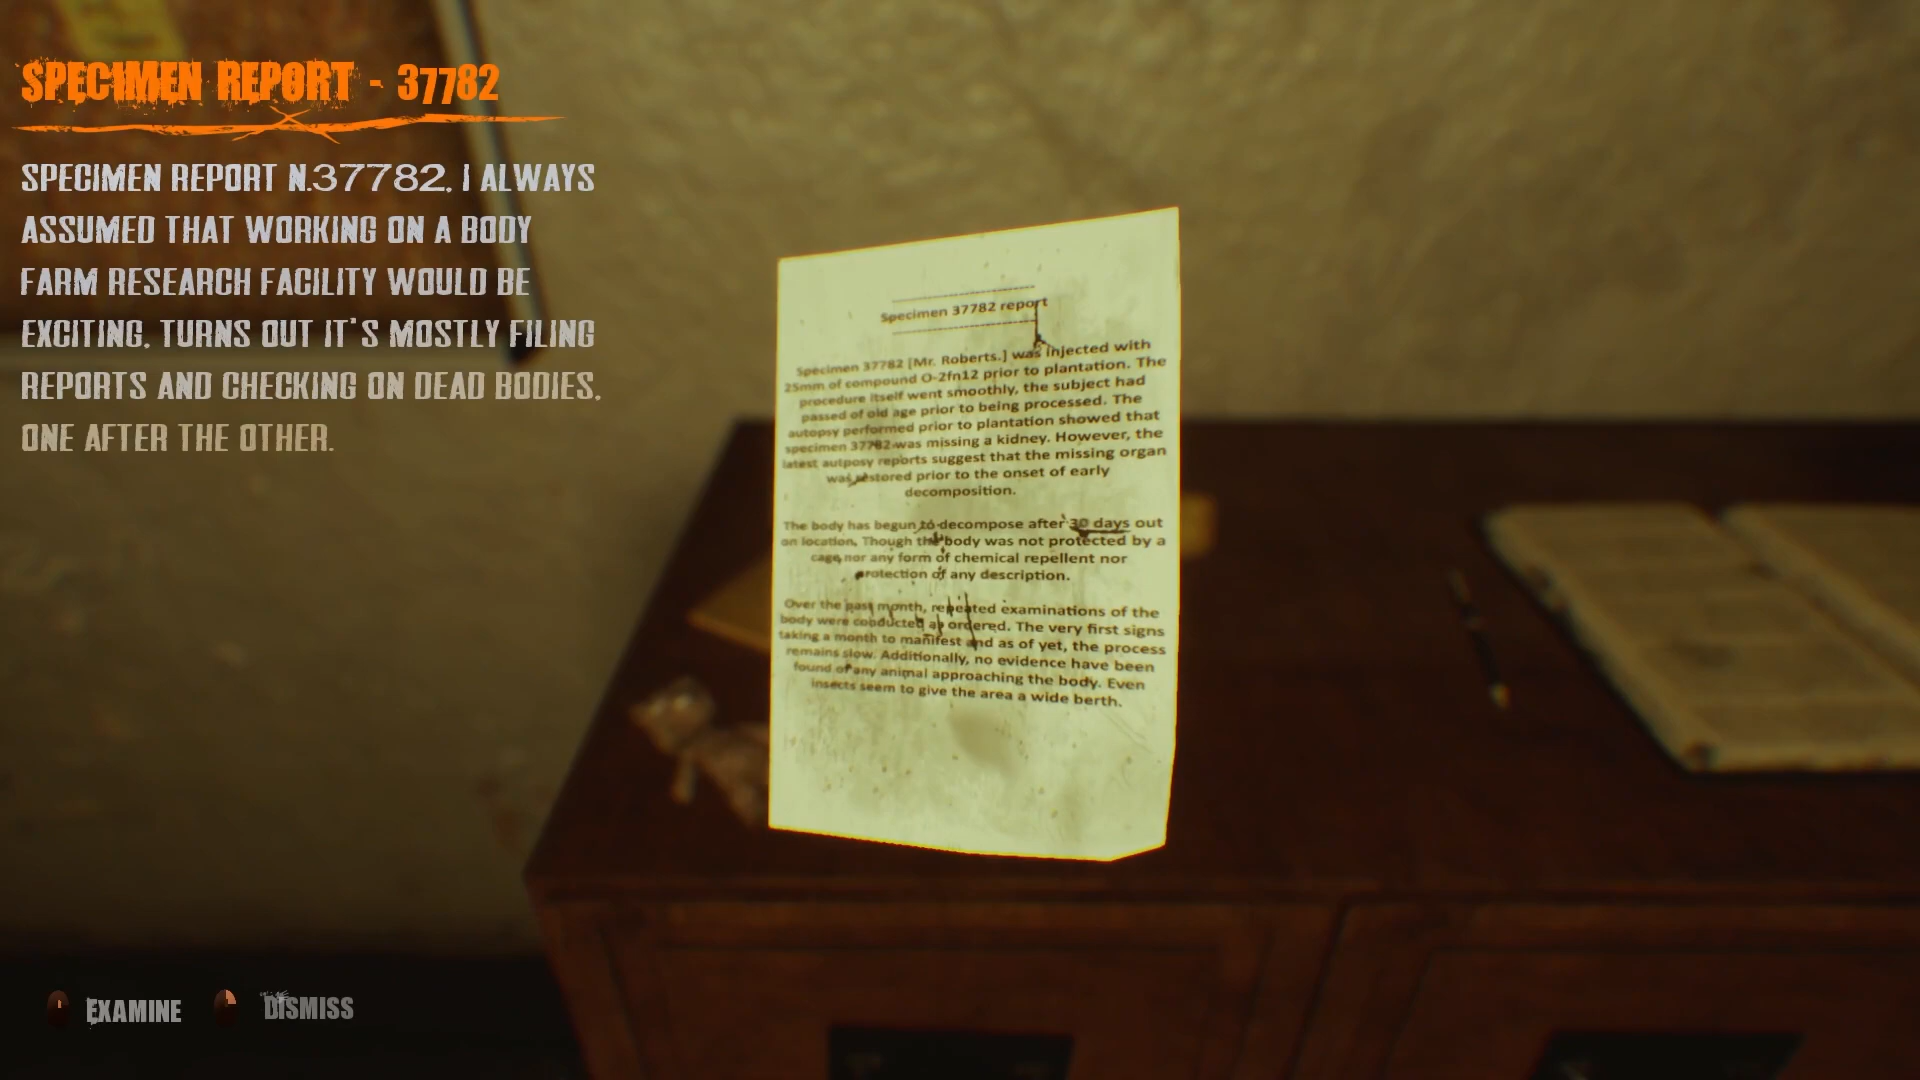 SPECIMEN REPORT - 37782
SPECIMEN REPORT N.37782. I ALWAYS
ASSUMED THAT WORKING ON A BODY
FARM RESEARCH FACILITY WOULD BE
EXCITING. TURNS OUT IT'S MOSTLY FILING
REPORTS AND CHECKING ON DEAD BODIES.
ONE AFTER THE OTHER.
Specimen 37782 report
Specimen 37782 [Mr. Roberts.] was injected with
25mm of compound O-2fn12 prior to plantation. The
procedure itself went smoothly, the subject had
passed of old age prior to being processed. The
autopsy performed prior to plantation showed that
specimen 37782 was missing a kidney. However, the
latest autposy reports suggest that the missing organ
was restored prior to the onset of early
decomposition.
The body has begun to decompose after 30 days out
on location. Though the body was not protected by a
cage nor any form of chemical repellent nor
protection of any description.
Over the past month, repeated examinations of the
body were conducted as ordered. The very first signs
taking a month to manifest and as of yet, the process
remains slow. Additionally, no evidence have been
found of any animal approaching the body. Even
insects seem to give the area a wide berth.
EXAMINE
DISMISS